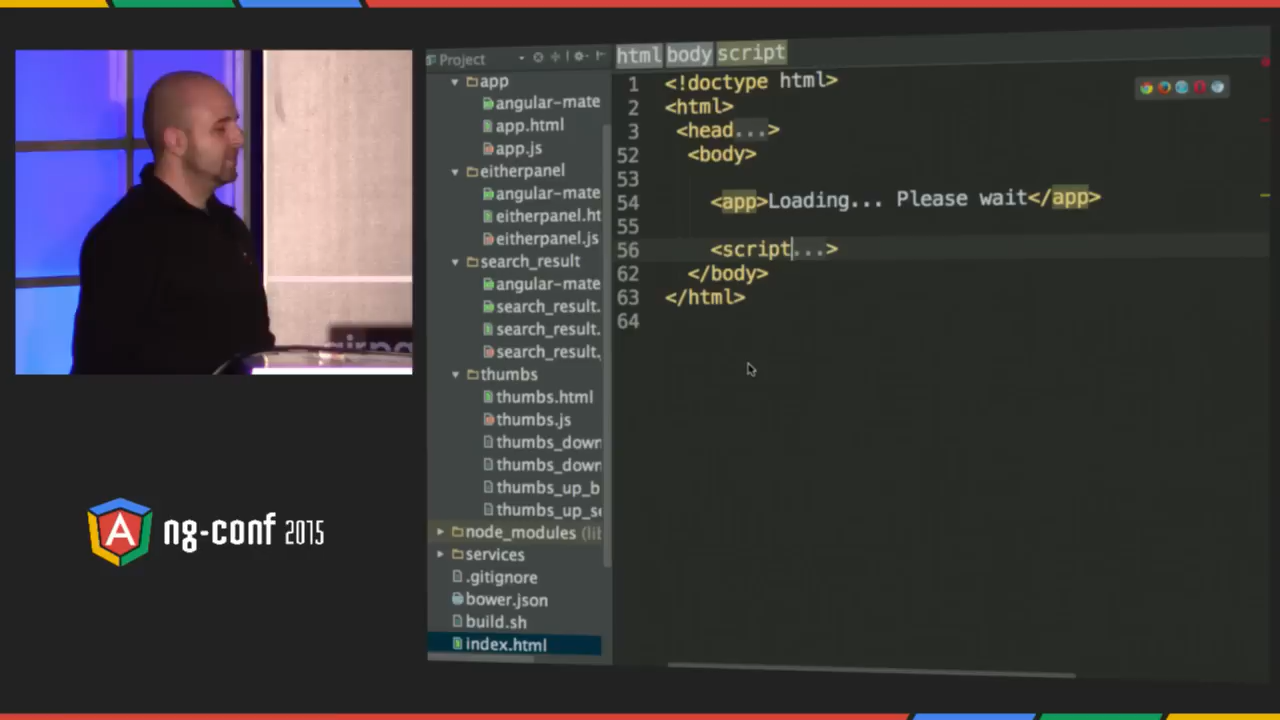 Project
app
angular-mate
app.html
app.js
eitherpanel
angular-mate
eitherpanel.ht
eitherpanel.js
search_result
angular-mate
search_result.
search_result.
search_result.
thumbs
thumbs.html
thumbs.js
thumbs_down
thumbs_down
thumbs_up_b
thumbs_up_se
node_modules (lib
services
.gitignore
bower.json
build.sh
index.html
html body script
1 <!doctype html>
2 <html>
3 <head...>
52 <body>
53
54 <app>Loading... Please wait</app>
55
56 <script...>
62 </body>
63 </html>
64
A ng-conf 2015